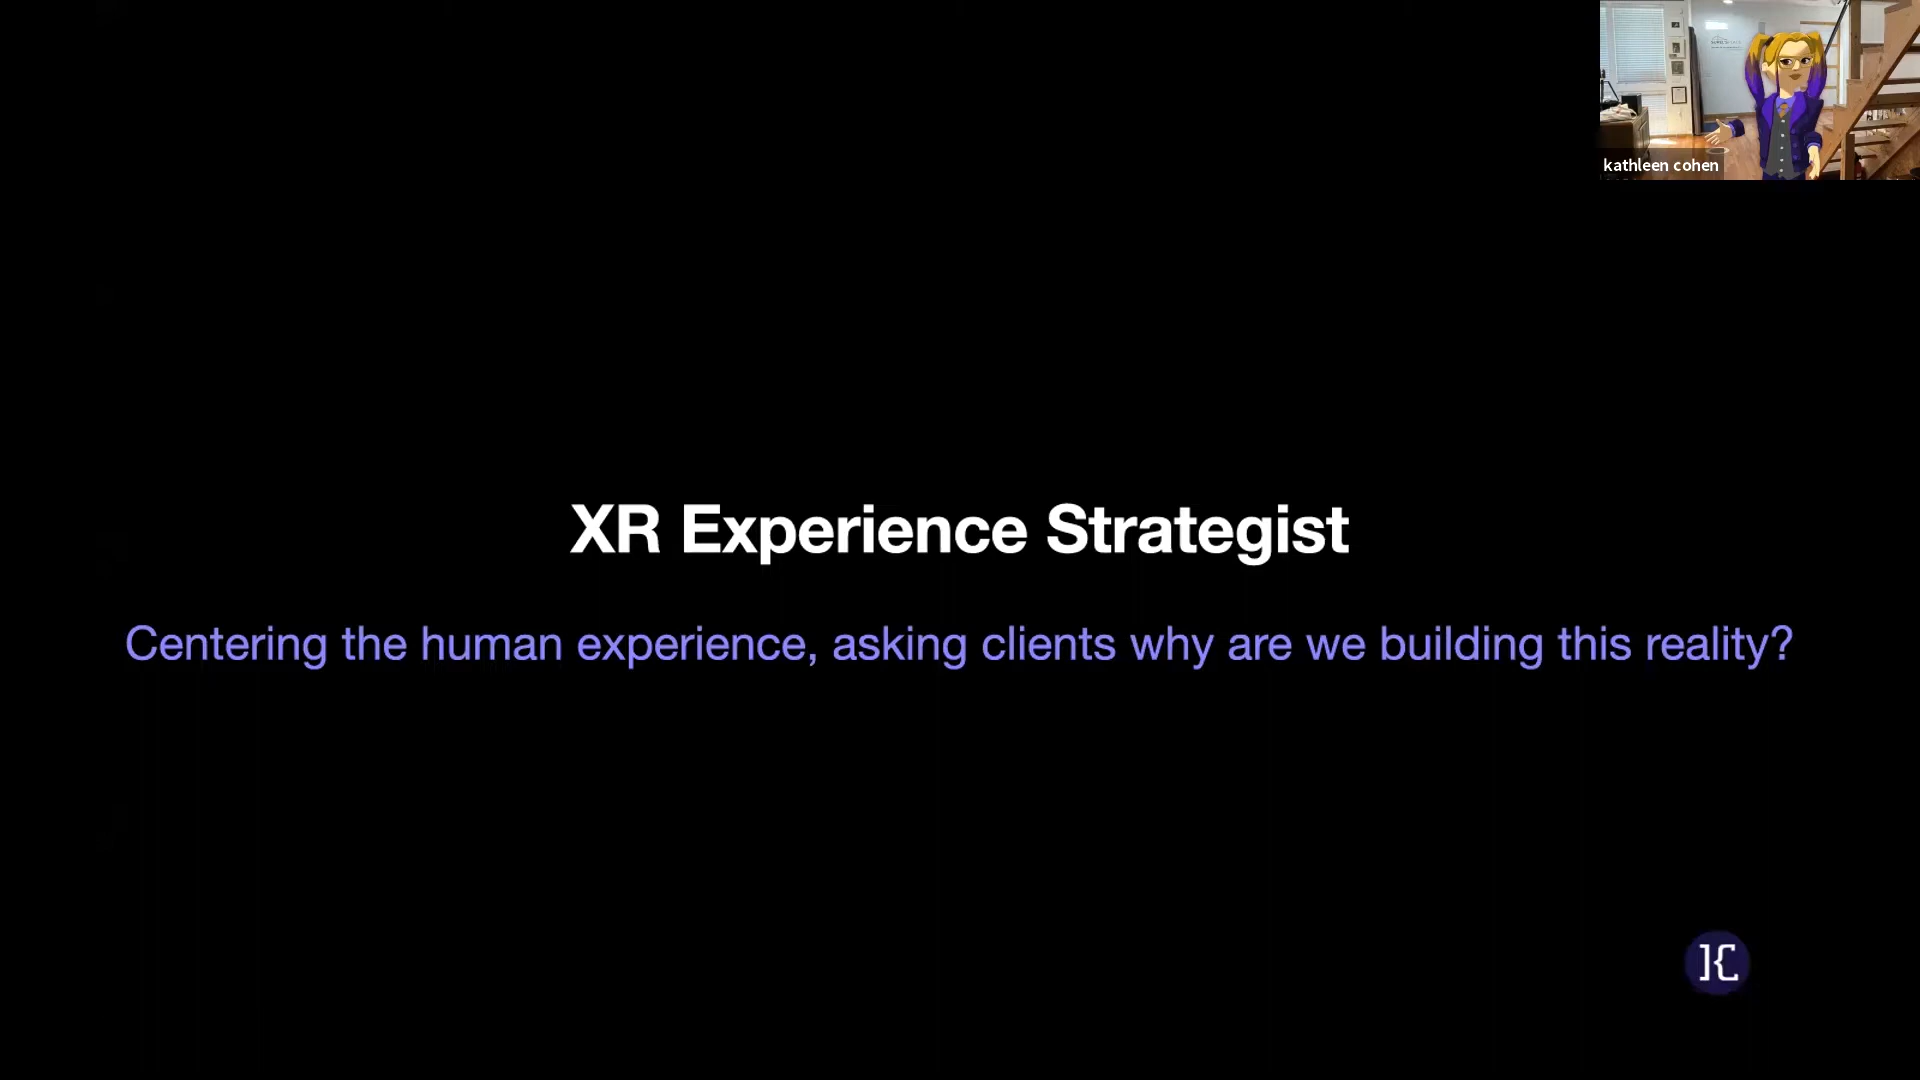 kathleen cohen
XR Experience Strategist
Centering the human experience, asking clients why are we building this reality?